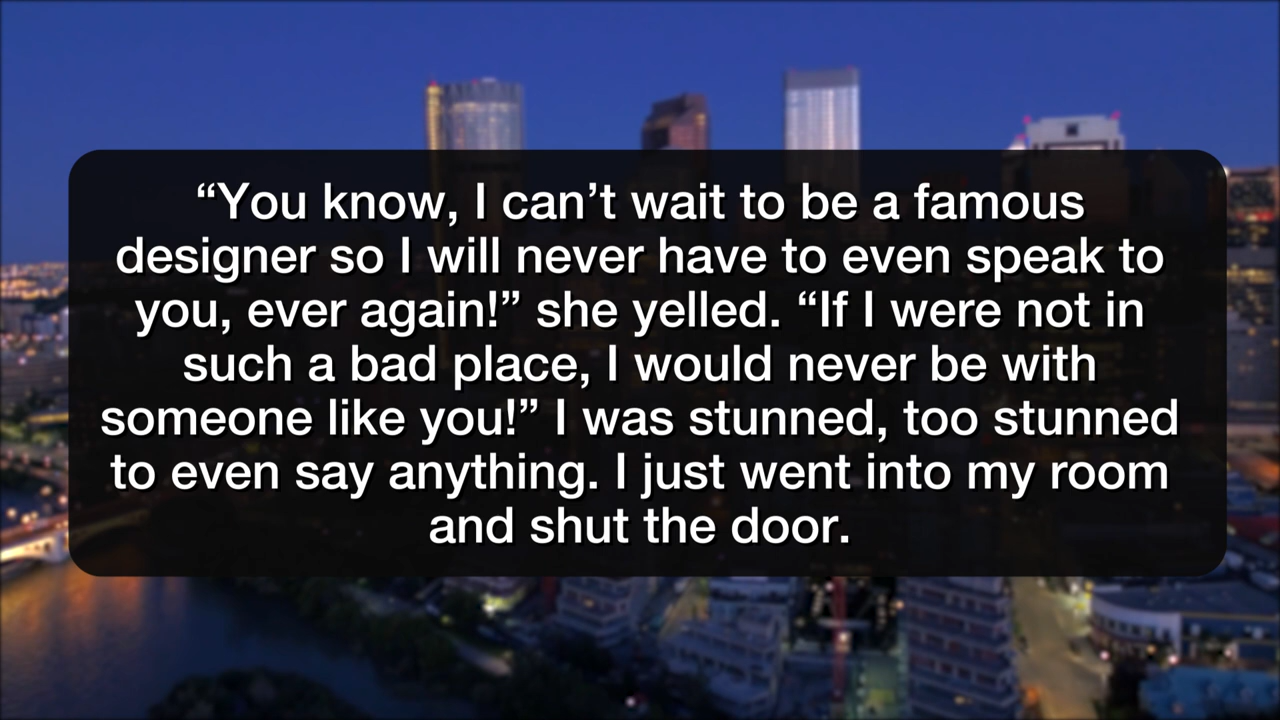 “You know, I can’t wait to be a famous
designer so I will never have to even speak to
you, ever again!” she yelled. “If I were not in
such a bad place, I would never be with
someone like you!” I was stunned, too stunned
to even say anything. I just went into my room
and shut the door.